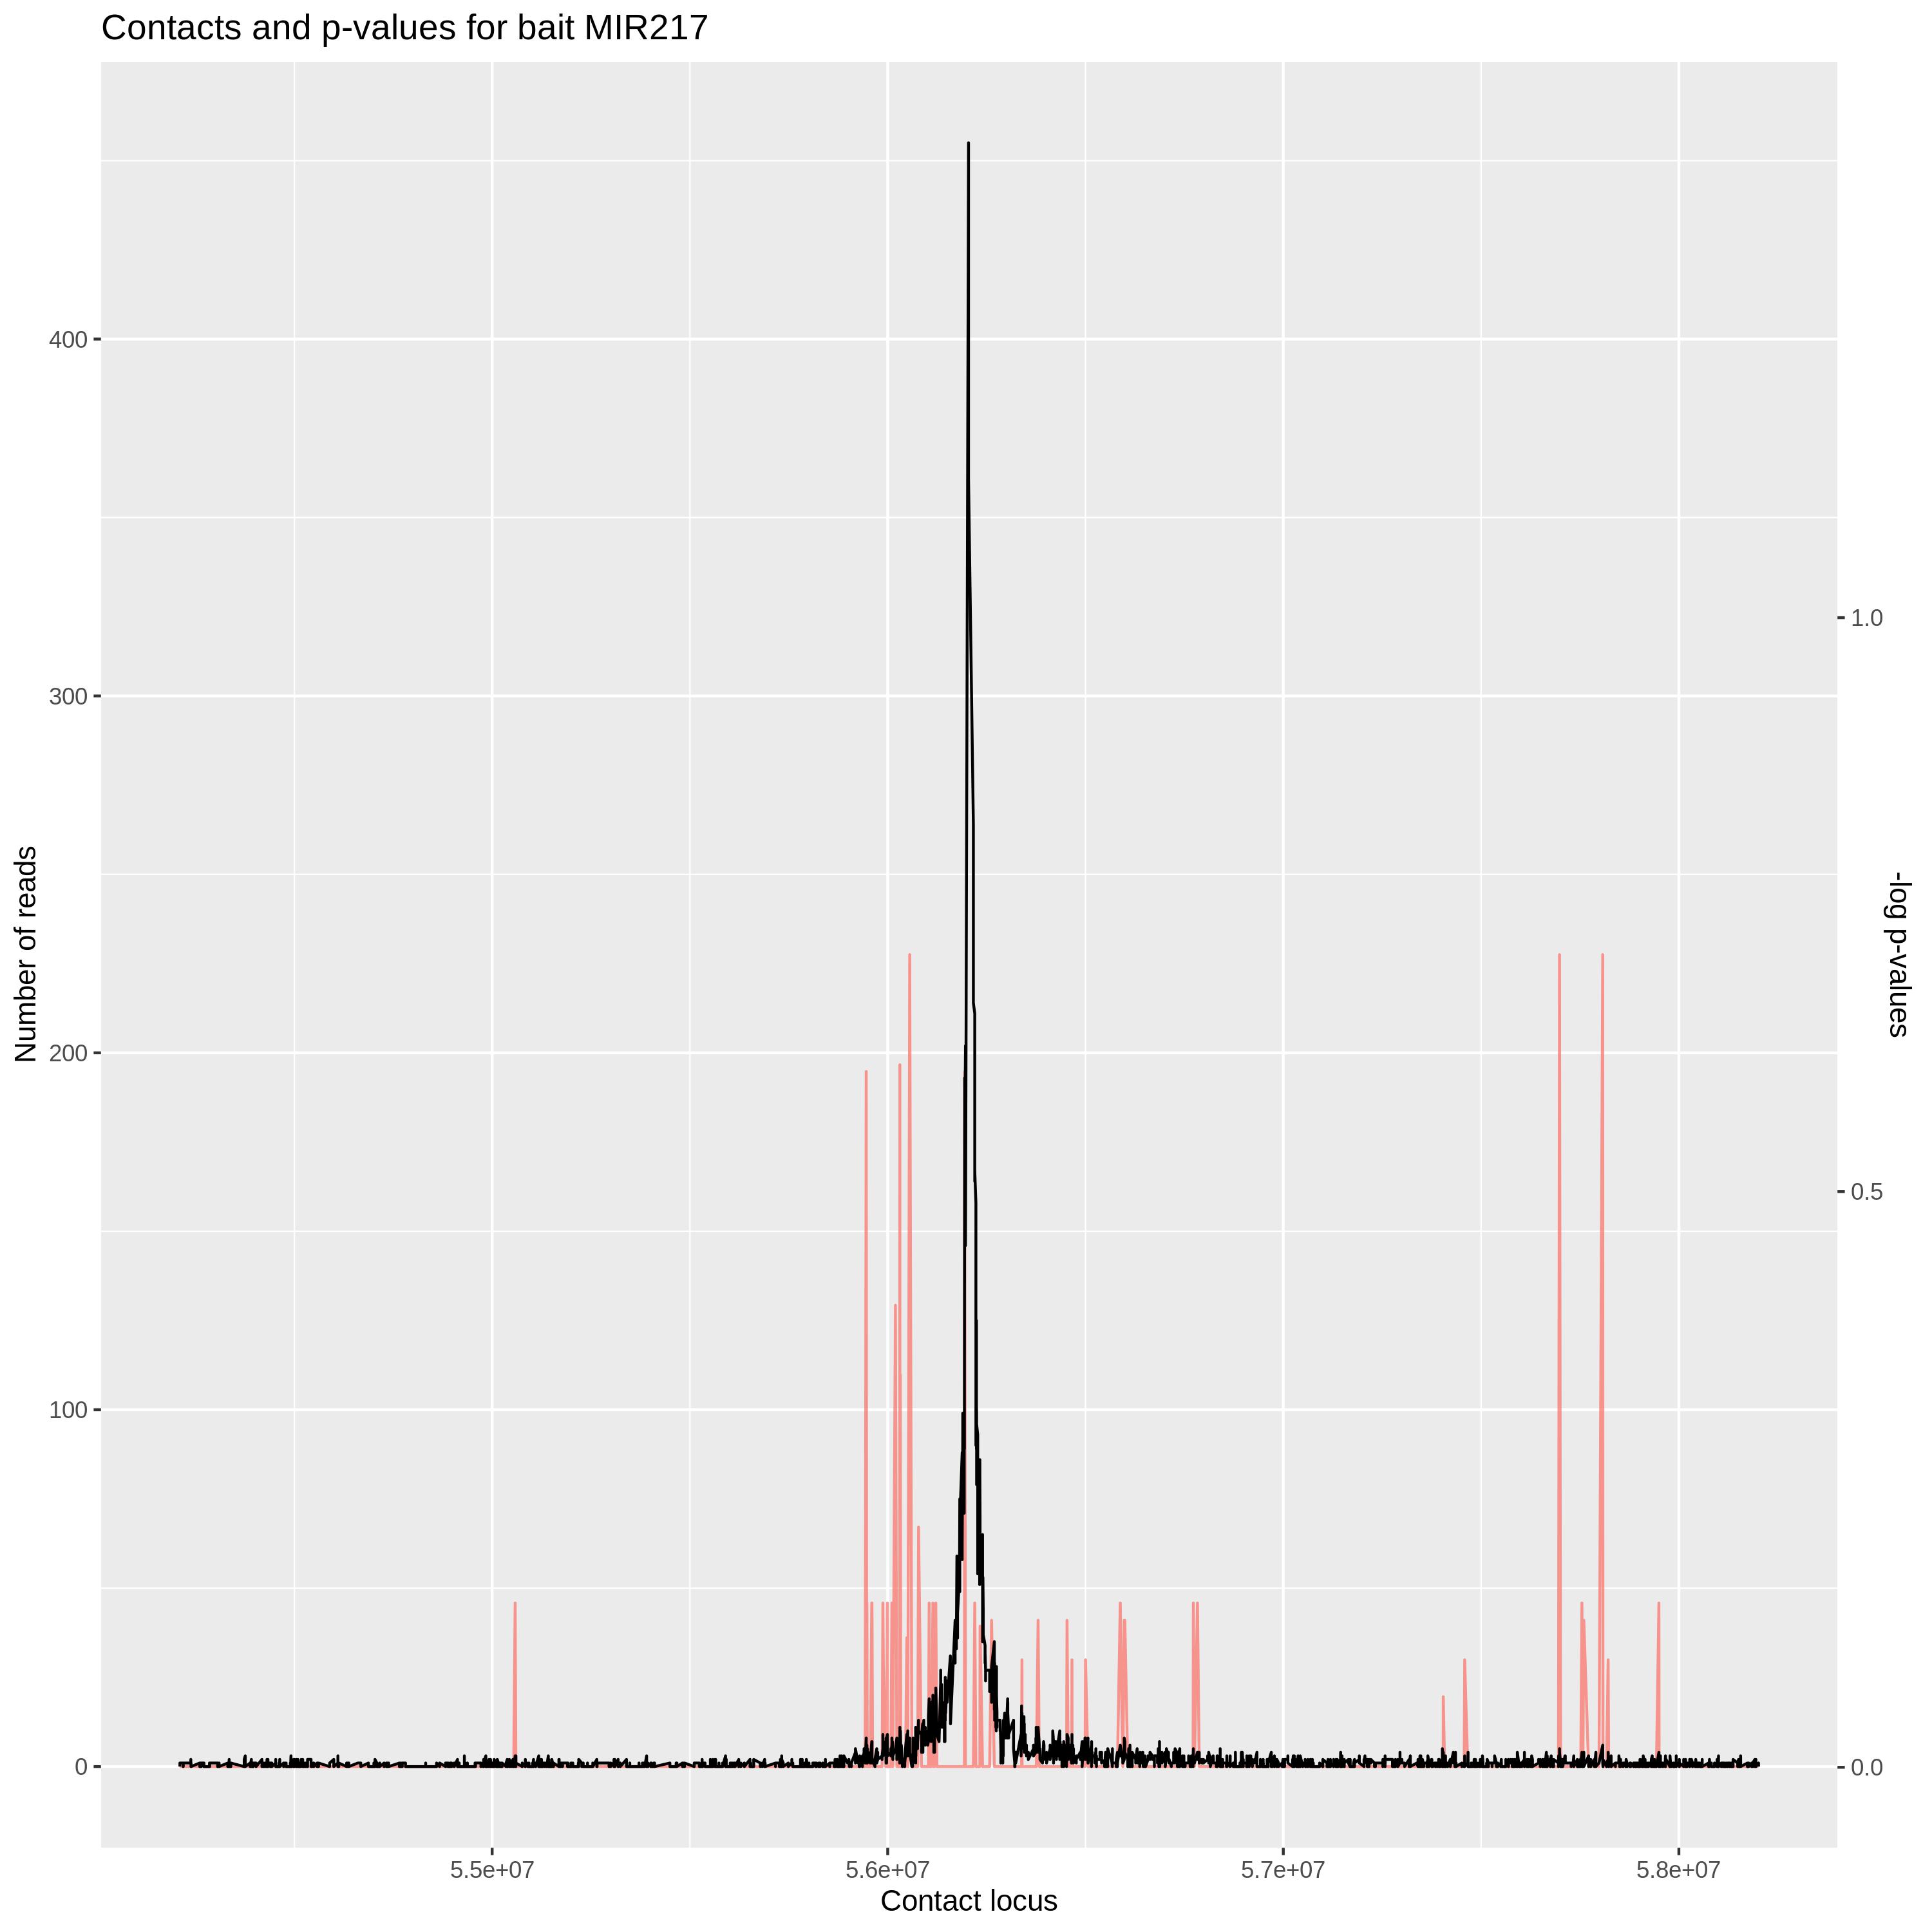 Contacts and p-values for bait MIR217
Number of reads
400
300
200
100
0
1.0
0.5
0.0
-log p-values
5.5e+07
5.6e+07
5.7e+07
5.8e+07
Contact locus